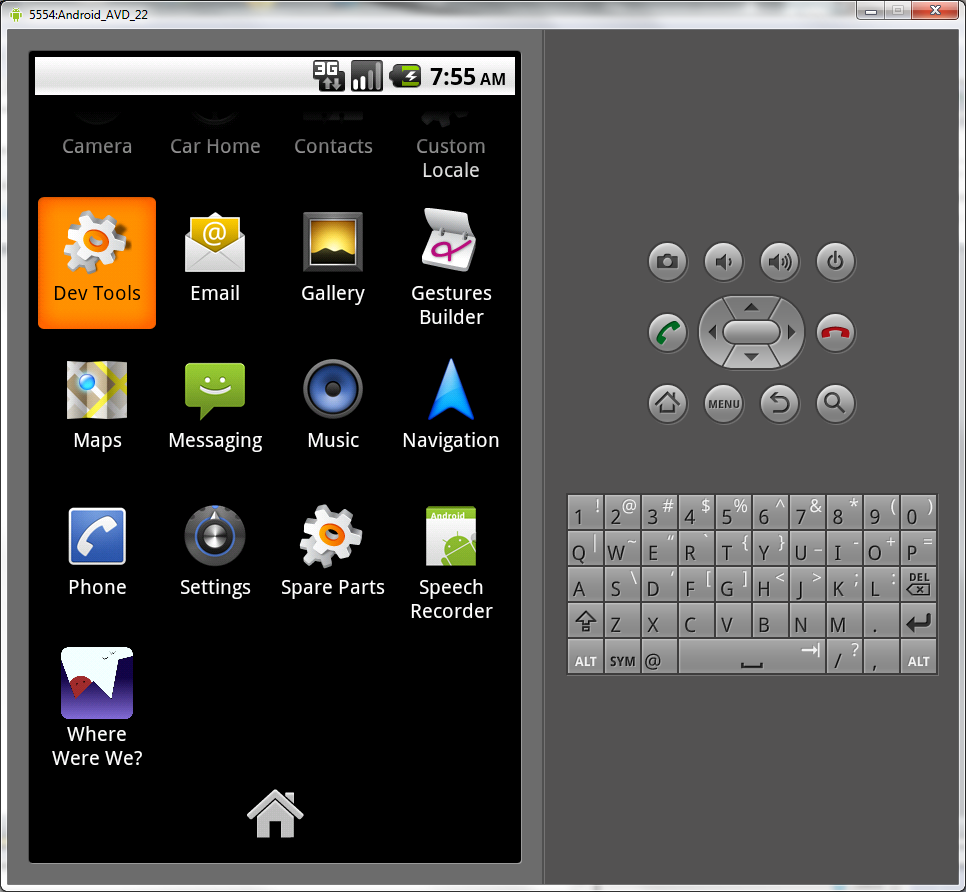 5554:Android_AVD_22
3G
7:55 AM
Camera Car Home Contacts Custom
Locale
Dev Tools Email Gallery Gestures
Builder
Maps Messaging Music Navigation
Android
Phone Settings Spare Parts Speech
Recorder
Where
Were We?
MENU
1 ! 2 @ 3 # 4 $ 5 % 6 ^ 7 & 8 * 9 ( 0 )
Q | W ~ E " R ` T { Y } U _ I - O + P =
A S \ D ' F [ G ] H < J > K ; L : DEL
Z X C V B N M .
ALT SYM @ / ? , ALT